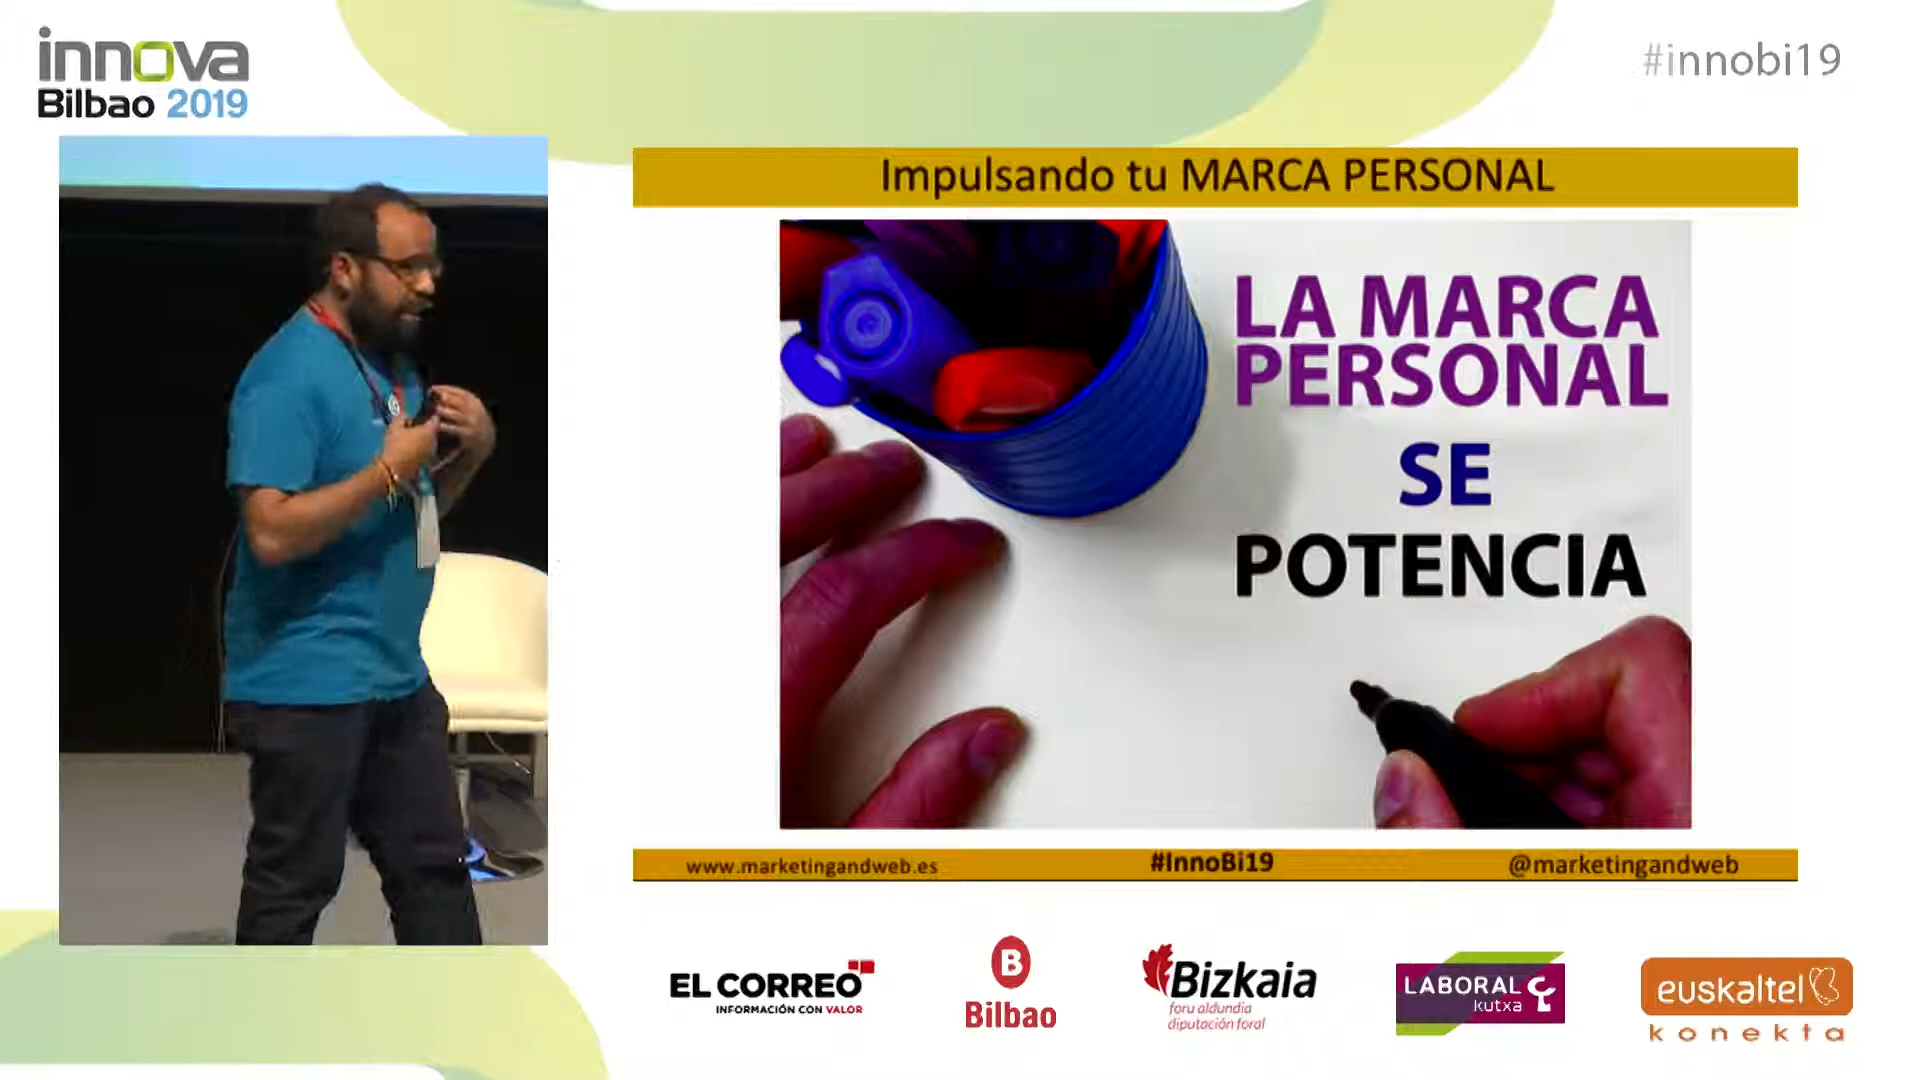 innova
Bilbao 2019
#innobi19
Impulsando tu MARCA PERSONAL
LA MARCA
PERSONAL
SE
POTENCIA
www.marketingandweb.es
#InnoBi19
@marketingandweb
EL CORREO
INFORMACIÓN CON VALOR
B
Bilbao
Bizkaia
foru aldundia
diputación foral
LABORAL
kutxa
euskaltel
konekta